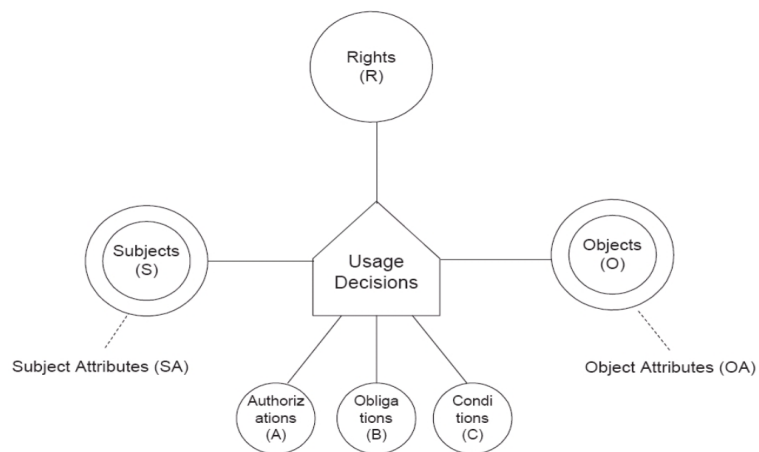 Rights
(R)
Subjects
(S)
Usage
Decisions
Objects
(O)
Subject Attributes (SA)
Object Attributes (OA)
Authoriz
ations
(A)
Obliga
tions
(B)
Condi
tions
(C)